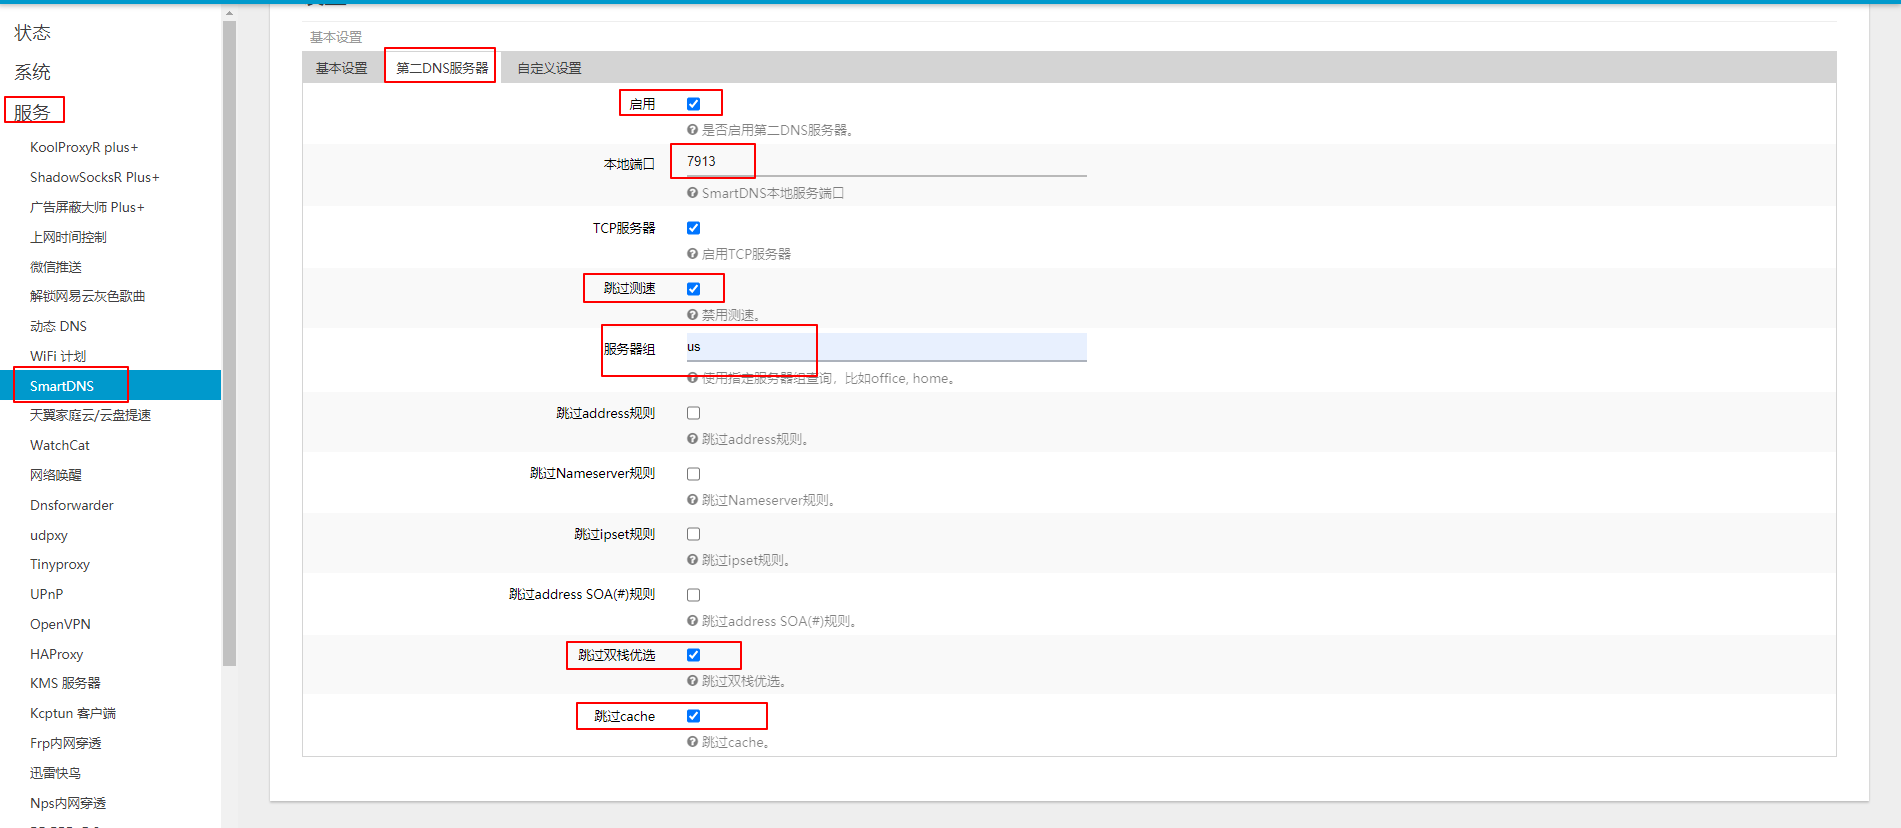 状态
系统
服务
KoolProxyR plus+
ShadowSocksR Plus+
广告屏蔽大师 Plus+
上网时间控制
微信推送
解锁网易云灰色歌曲
动态 DNS
WiFi 计划
SmartDNS
天翼家庭云/云盘提速
WatchCat
网络唤醒
Dnsforwarder
udpxy
Tinyproxy
UPnP
OpenVPN
HAProxy
KMS 服务器
Kcptun 客户端
Frp内网穿透
迅雷快鸟
Nps内网穿透
基本设置
基本设置 第二DNS服务器 自定义设置
启用
是否启用第二DNS服务器。
本地端口 7913
SmartDNS本地服务端口
TCP服务器
启用TCP服务器
跳过测速
禁用测速。
服务器组 us
使用指定服务器组查询，比如office, home。
跳过address规则
跳过address规则。
跳过Nameserver规则
跳过Nameserver规则。
跳过ipset规则
跳过ipset规则。
跳过address SOA(#)规则
跳过address SOA(#)规则。
跳过双栈优选
跳过双栈优选。
跳过cache
跳过cache。